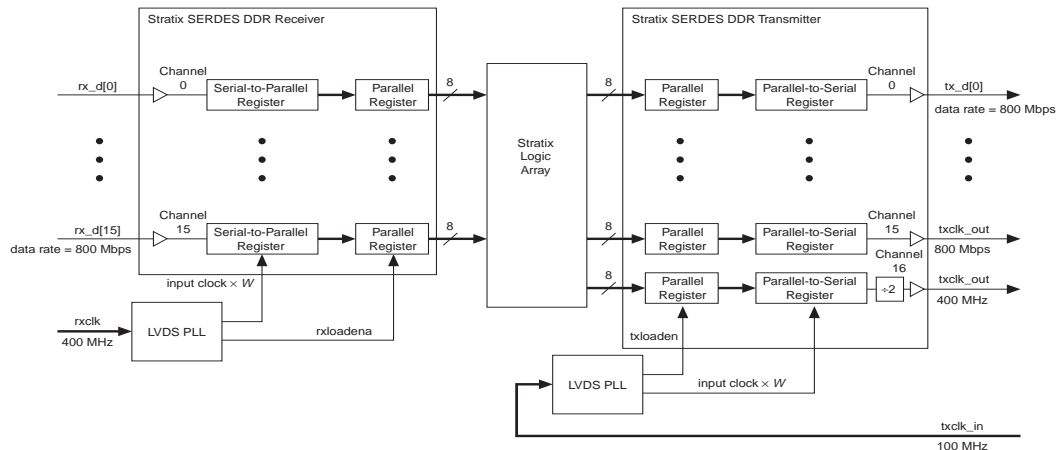 Stratix SERDES DDR Receiver
Stratix SERDES DDR Transmitter
rx_d[0]
Channel
0
Serial-to-Parallel
Register
Parallel
Register
8
Stratix
Logic
Array
8
Parallel
Register
Parallel-to-Serial
Register
Channel
0
tx_d[0]
data rate = 800 Mbps
rx_d[15]
data rate = 800 Mbps
Channel
15
Serial-to-Parallel
Register
Parallel
Register
8
8
Parallel
Register
Parallel-to-Serial
Register
Channel
15
txclk_out
800 Mbps
8
Parallel
Register
Parallel-to-Serial
Register
Channel
16
÷2
txclk_out
400 MHz
input clock × W
rxclk
400 MHz
LVDS PLL
rxloadena
txloaden
LVDS PLL
input clock × W
txclk_in
100 MHz